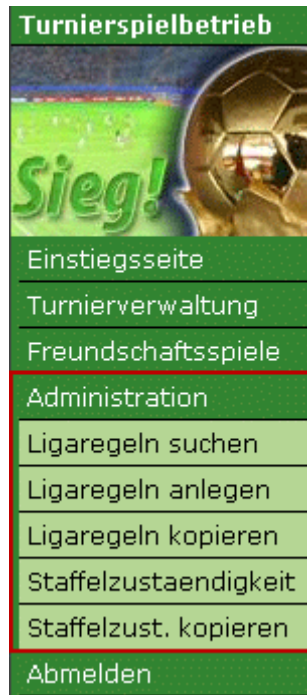 Turnierspielbetrieb
Sieg!
Einstiegsseite
Turnierverwaltung
Freundschaftsspiele
Administration
Ligaregeln suchen
Ligaregeln anlegen
Ligaregeln kopieren
Staffelzustaendigkeit
Staffelzust. kopieren
Abmelden